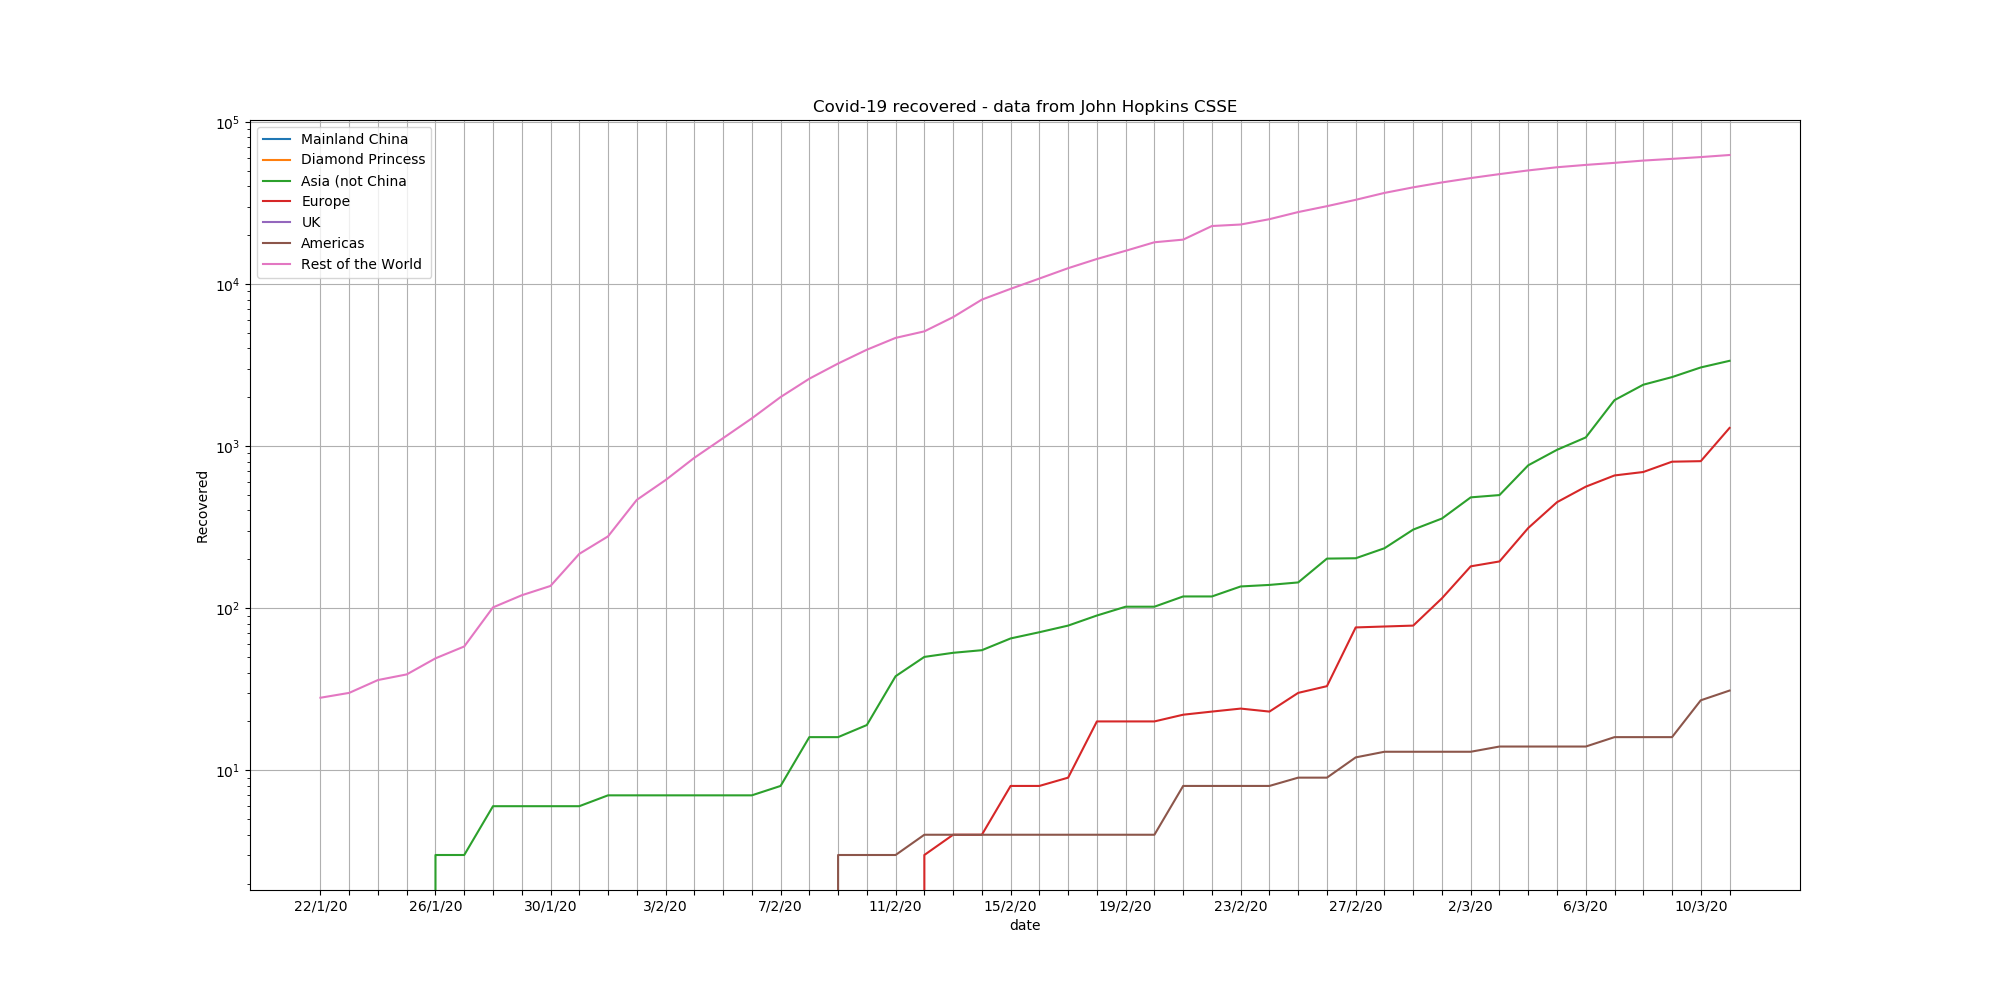 Covid-19 recovered - data from John Hopkins CSSE
10^5
10^4
10^3
10^2
10^1
Recovered
Mainland China
Diamond Princess
Asia (not China
Europe
UK
Americas
Rest of the World
22/1/20 26/1/20 30/1/20 3/2/20 7/2/20 11/2/20 15/2/20 19/2/20 23/2/20 27/2/20 2/3/20 6/3/20 10/3/20
date